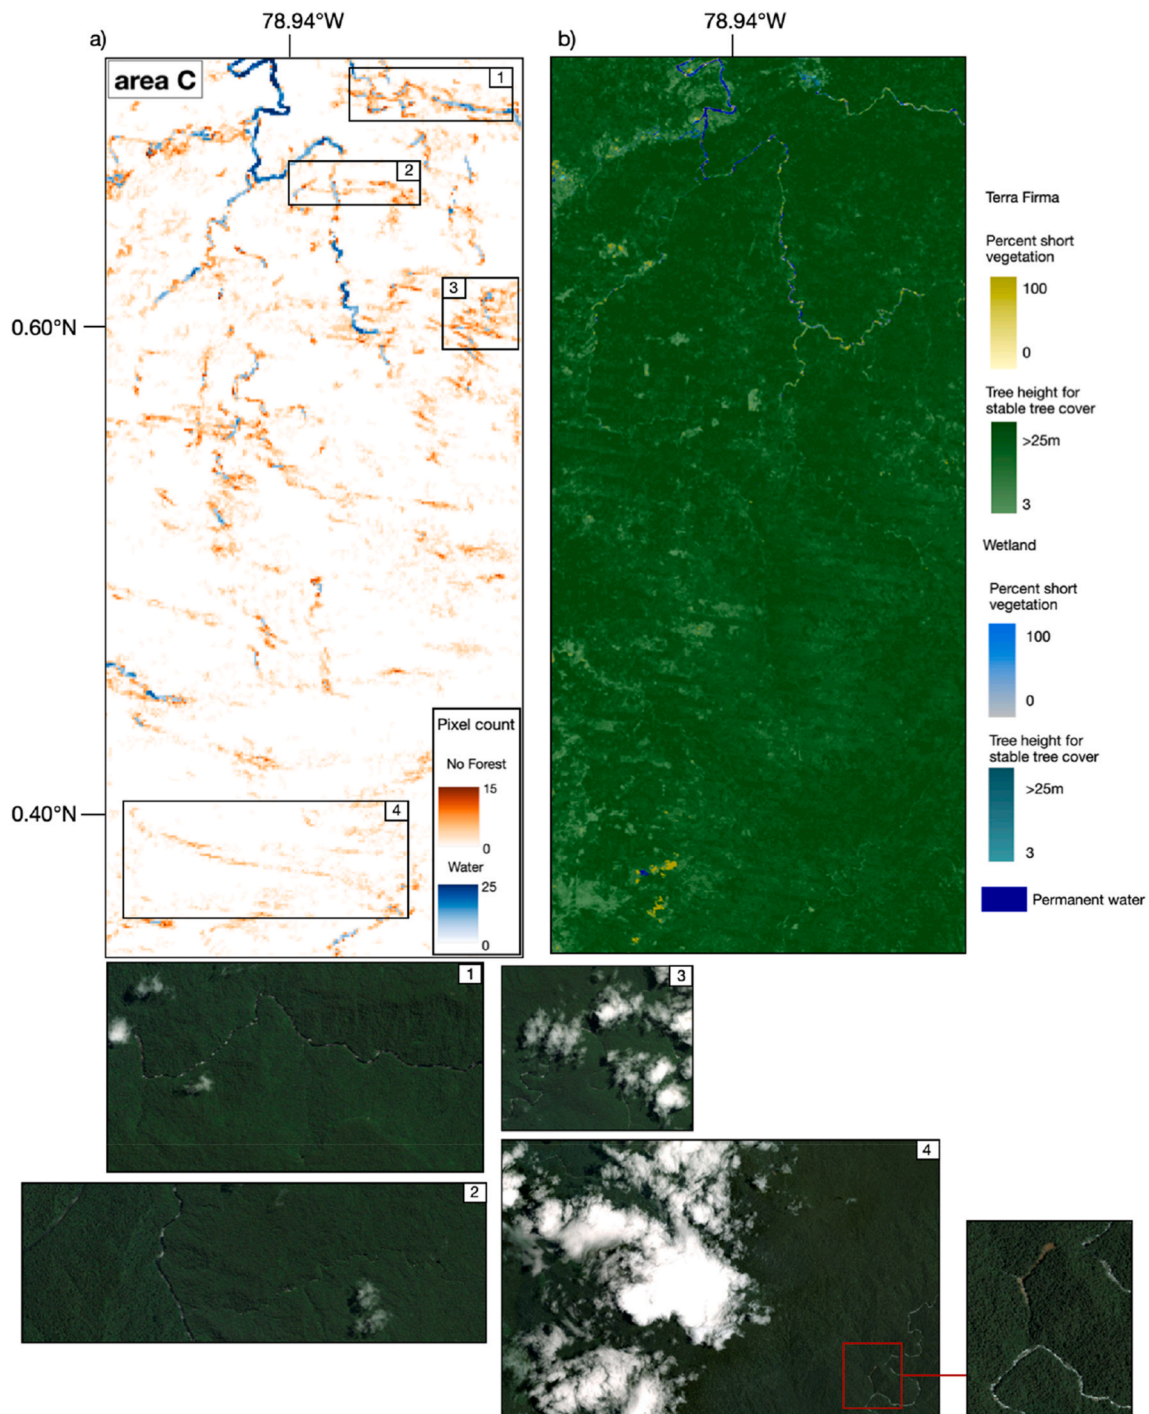 78.94°W
78.94°W
a)
b)
area C
1
2
3
0.60°N
4
0.40°N
Pixel count
No Forest
15
0
Water
25
0
Terra Firma
Percent short
vegetation
100
0
Tree height for
stable tree cover
>25m
3
Wetland
Percent short
vegetation
100
0
Tree height for
stable tree cover
>25m
3
Permanent water
1
3
2
4